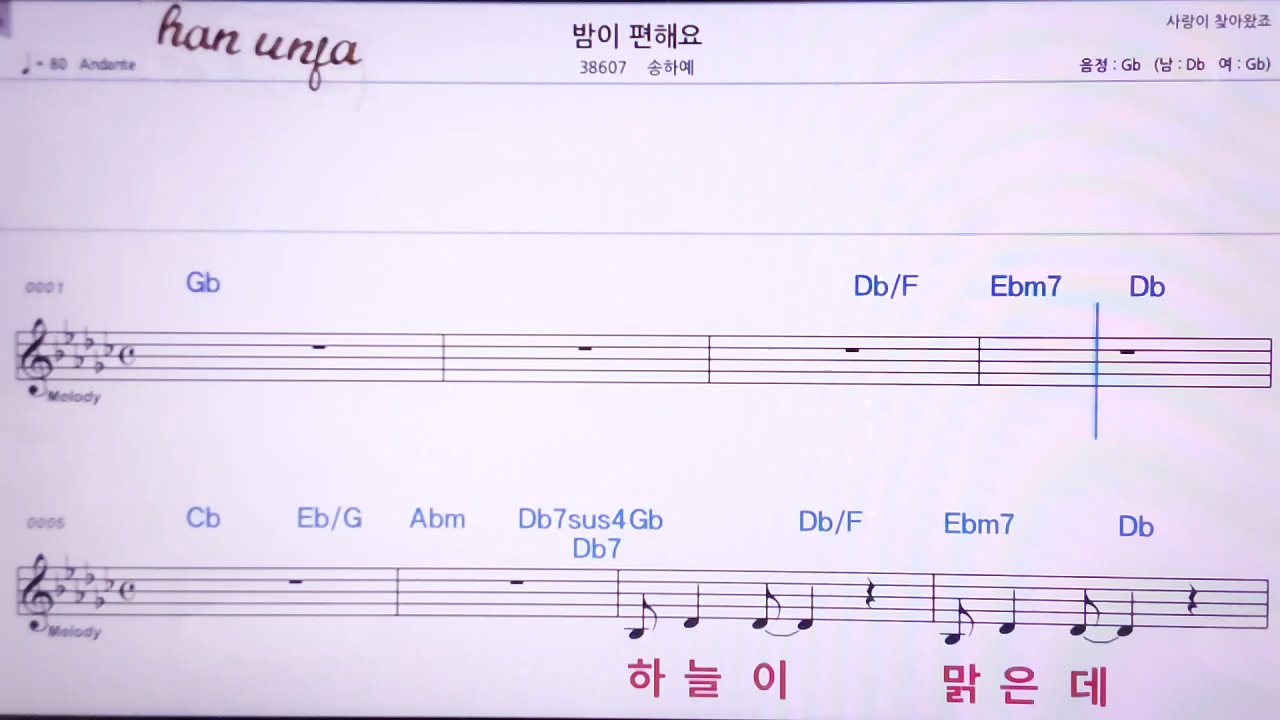 han unfa
밤이 편해요
사랑이 찾아왔죠
♩ = 80 Andante
38607 송하예
음정 : Gb (남 : Db 여 : Gb)
0001 Gb Db/F Ebm7 Db
Melody
0005 Cb Eb/G Abm Db7sus4 Gb Db/F Ebm7 Db
Db7
Melody
하 늘 이 맑 은 데